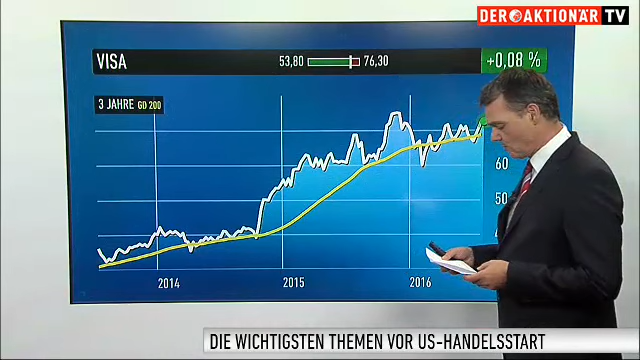 DER AKTIONÄR TV
VISA
53,80
76,30
+0,08 %
3 JAHRE GD 200
60
50
2014
2015
2016
DIE WICHTIGSTEN THEMEN VOR US-HANDELSSTART